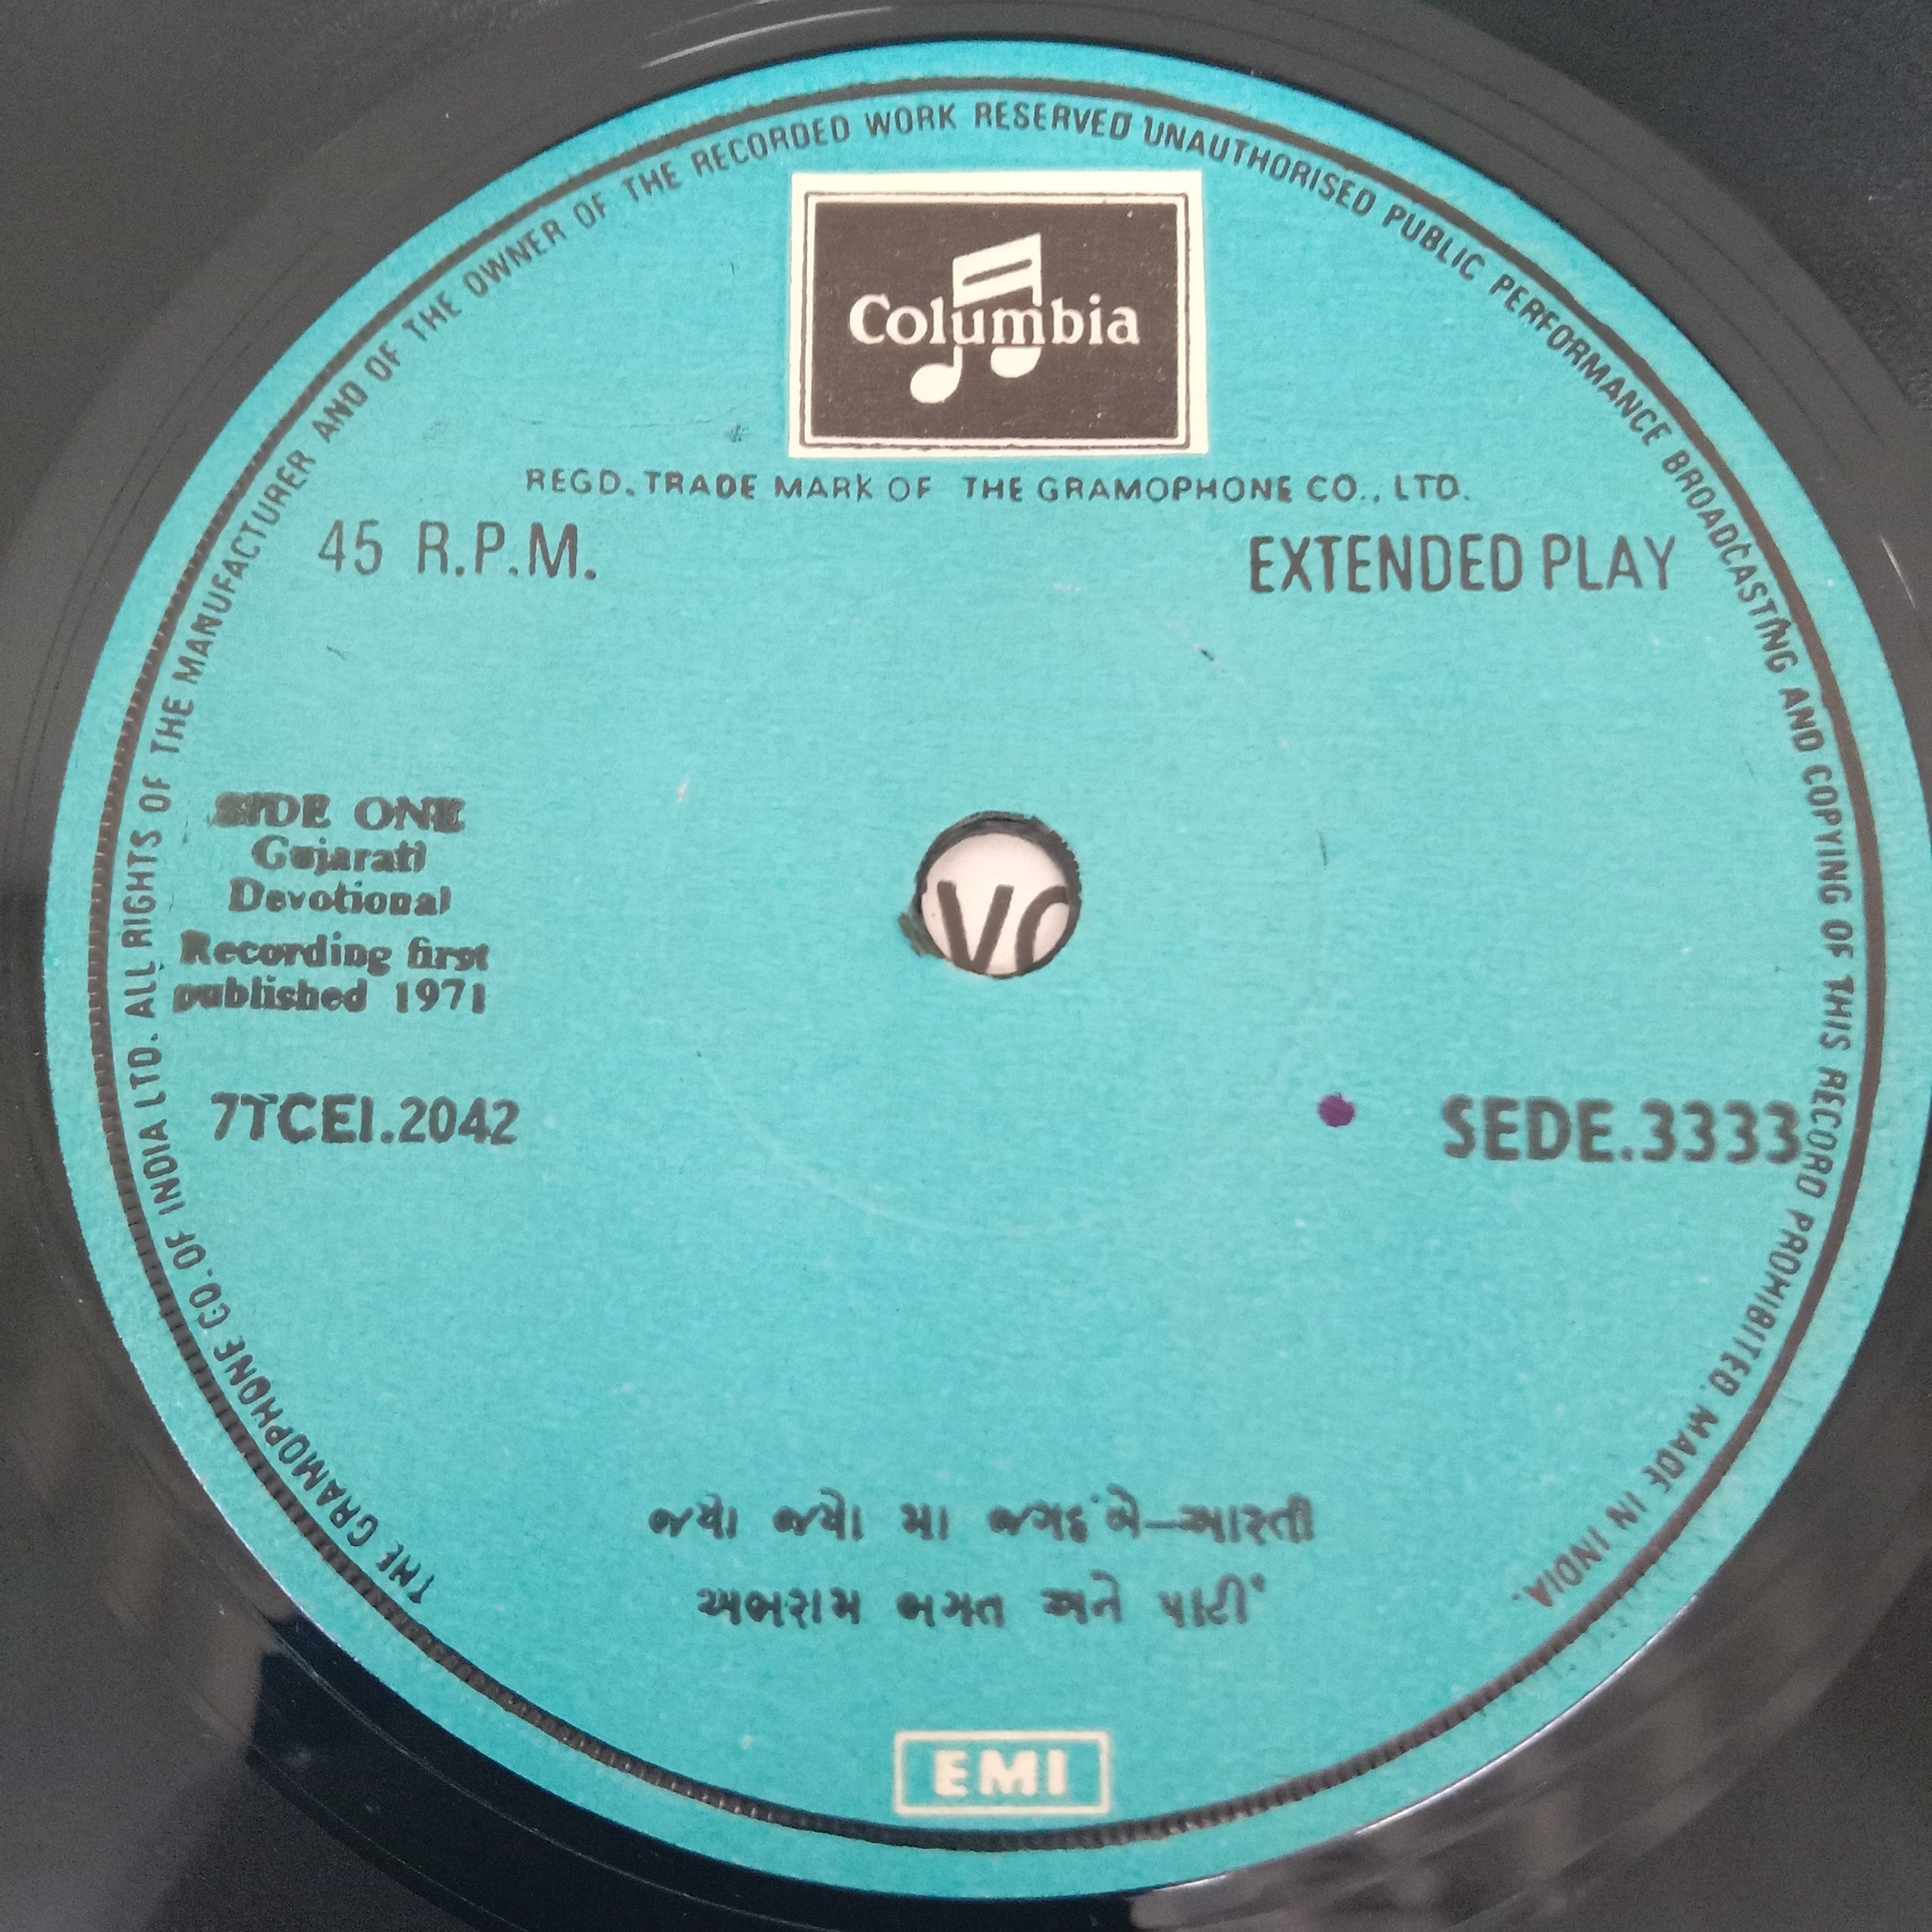 THE GRAMOPHONE CO. OF INDIA LTD. ALL RIGHTS OF THE MANUFACTURER AND OF THE OWNER OF THE RECORDED WORK RESERVED UNAUTHORISED PUBLIC PERFORMANCE BROADCASTING AND COPYING OF THIS RECORD PROHIBITED. MADE IN INDIA.
Columbia
REGD. TRADE MARK OF THE GRAMOPHONE CO., LTD.
45 R.P.M.
EXTENDED PLAY
SIDE ONE
Gujarati
Devotional
Recording first
published 1971
VO
7TCEI.2042
SEDE.3333
જયો જયો મા જગદંબે—આરતી
અભરામ ભગત અને પાર્ટી
EMI